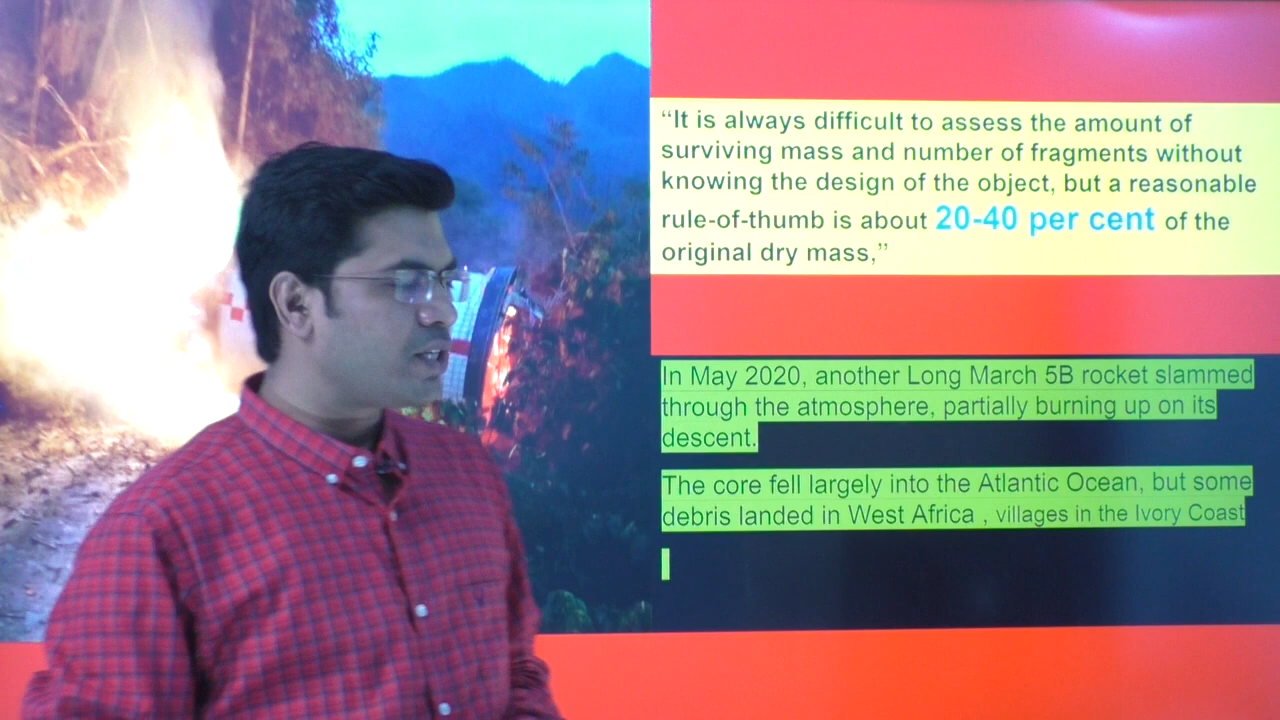 “It is always difficult to assess the amount of
surviving mass and number of fragments without
knowing the design of the object, but a reasonable
rule-of-thumb is about 20-40 per cent of the
original dry mass,”
In May 2020, another Long March 5B rocket slammed
through the atmosphere, partially burning up on its
descent.
The core fell largely into the Atlantic Ocean, but some
debris landed in West Africa , villages in the Ivory Coast